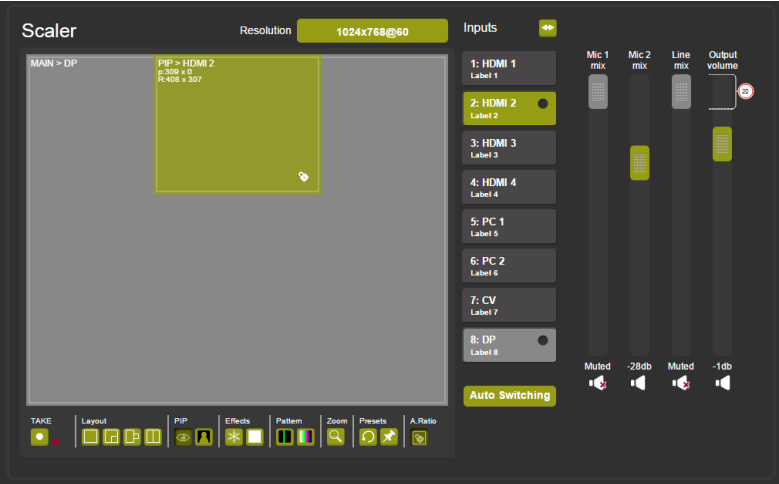 Scaler
Resolution
1024x768@60
Inputs
MAIN > DP
PIP > HDMI 2
p:309 x 0
R:408 x 307
1: HDMI 1
Label 1
2: HDMI 2
Label 2
3: HDMI 3
Label 3
4: HDMI 4
Label 4
5: PC 1
Label 5
6: PC 2
Label 6
7: CV
Label 7
8: DP
Label 8
Auto Switching
Mic 1
mix
Mic 2
mix
Line
mix
Output
volume
20
Muted
-28db
Muted
-1db
TAKE
Layout
PIP
Effects
Pattern
Zoom
Presets
A.Ratio